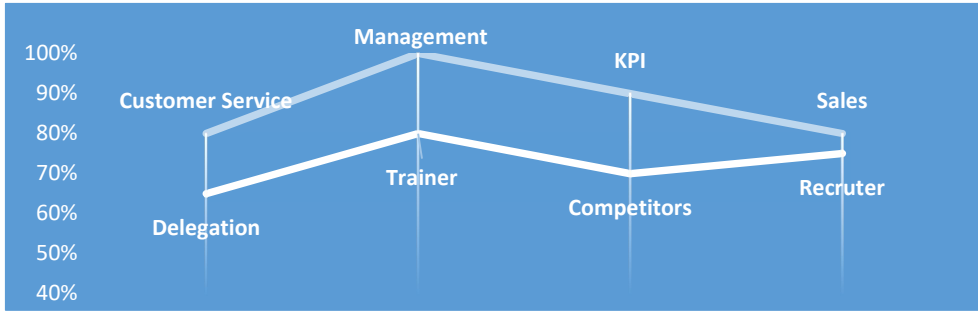 Management
100%
KPI
90%
Customer Service
Sales
80%
70%
Trainer
Recruter
Competitors
60%
Delegation
50%
40%